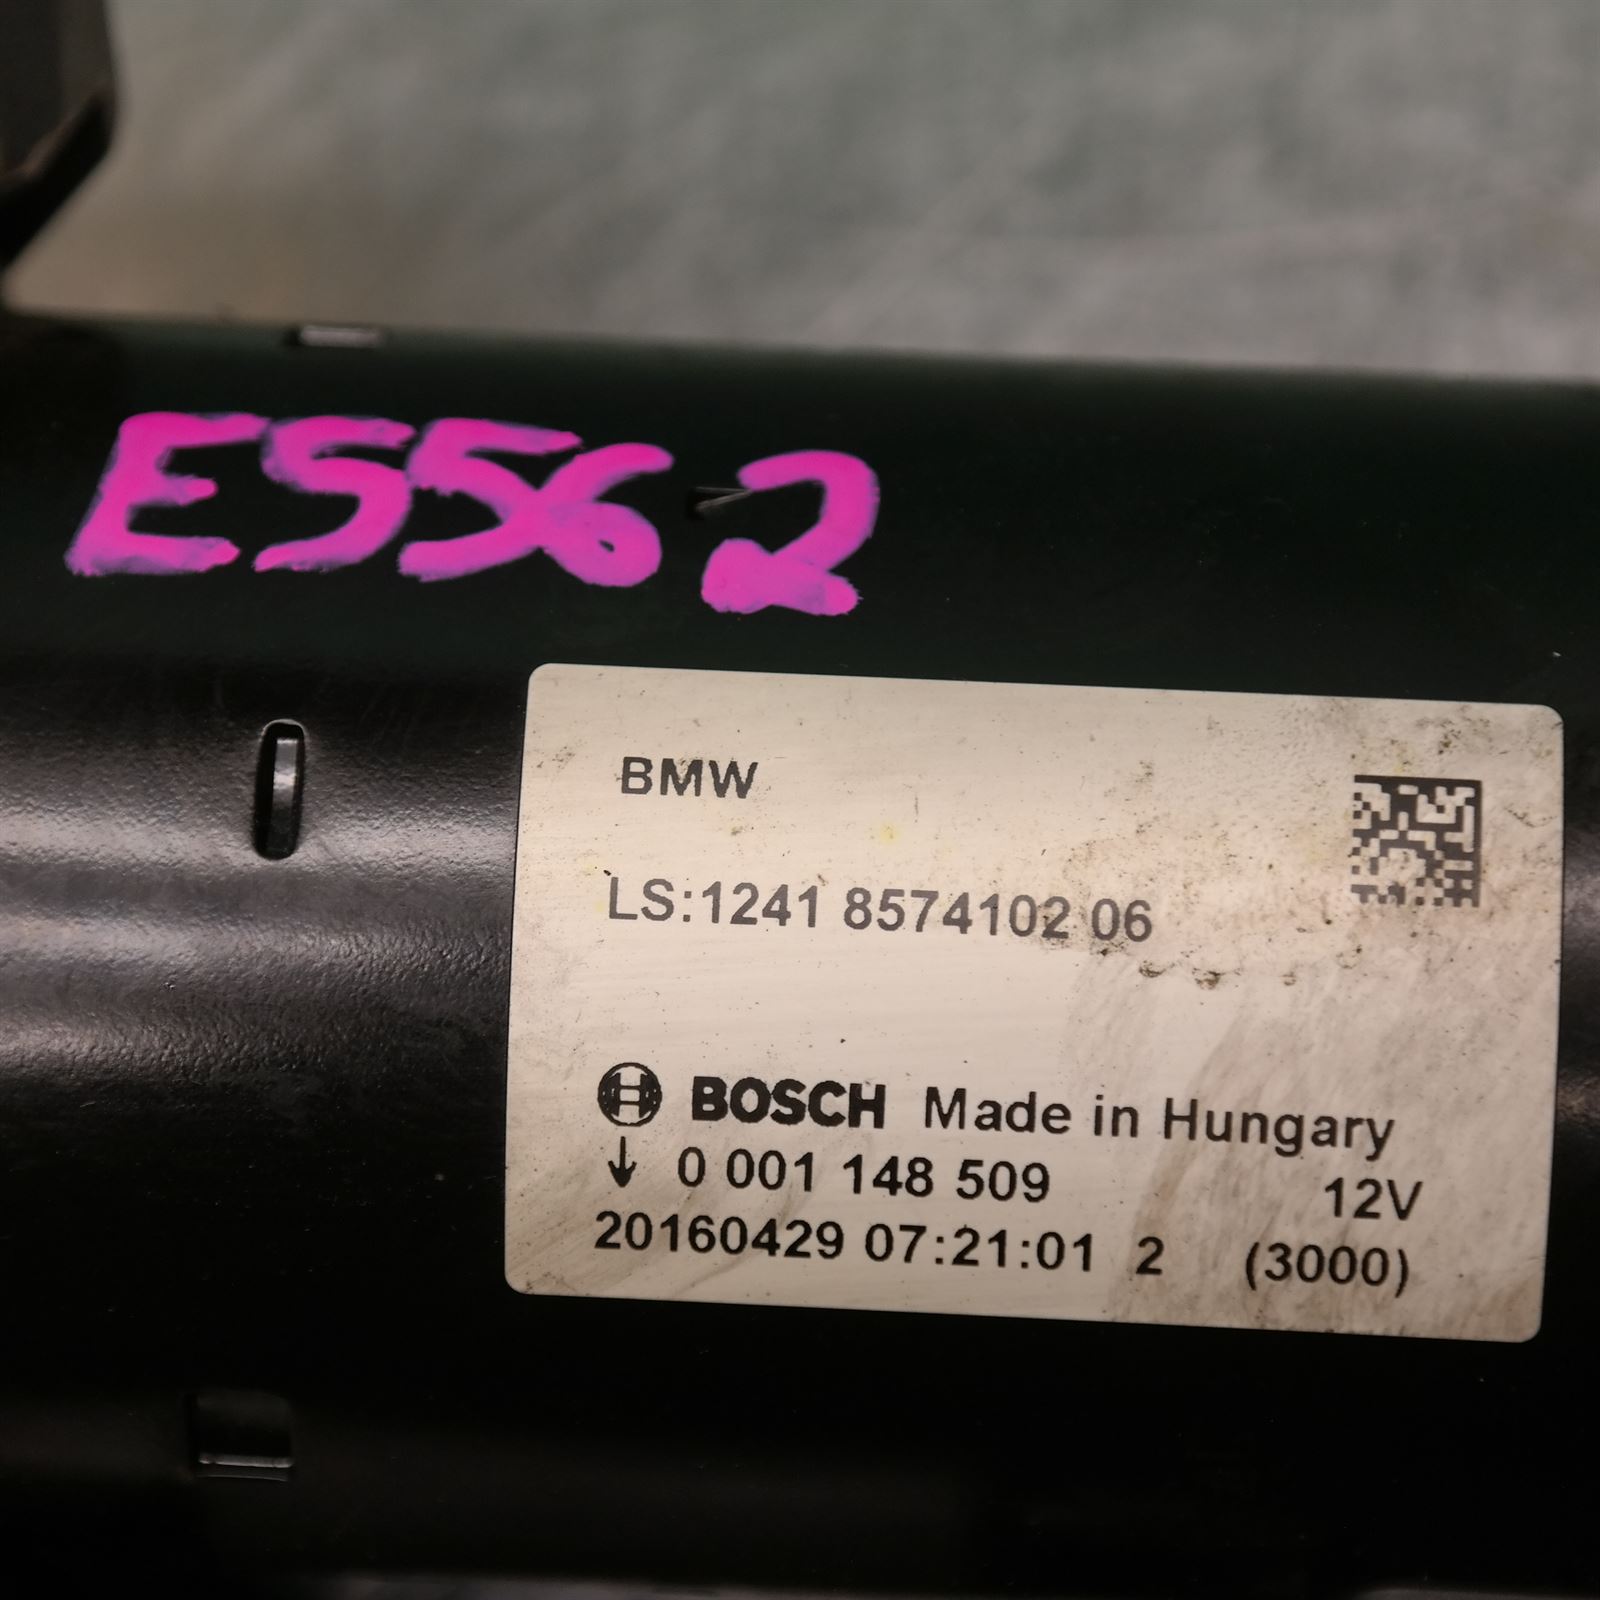 E5562
BMW
LS:1241 8574102 06
BOSCH Made in Hungary
↓ 0 001 148 509 12V
20160429 07:21:01 2 (3000)